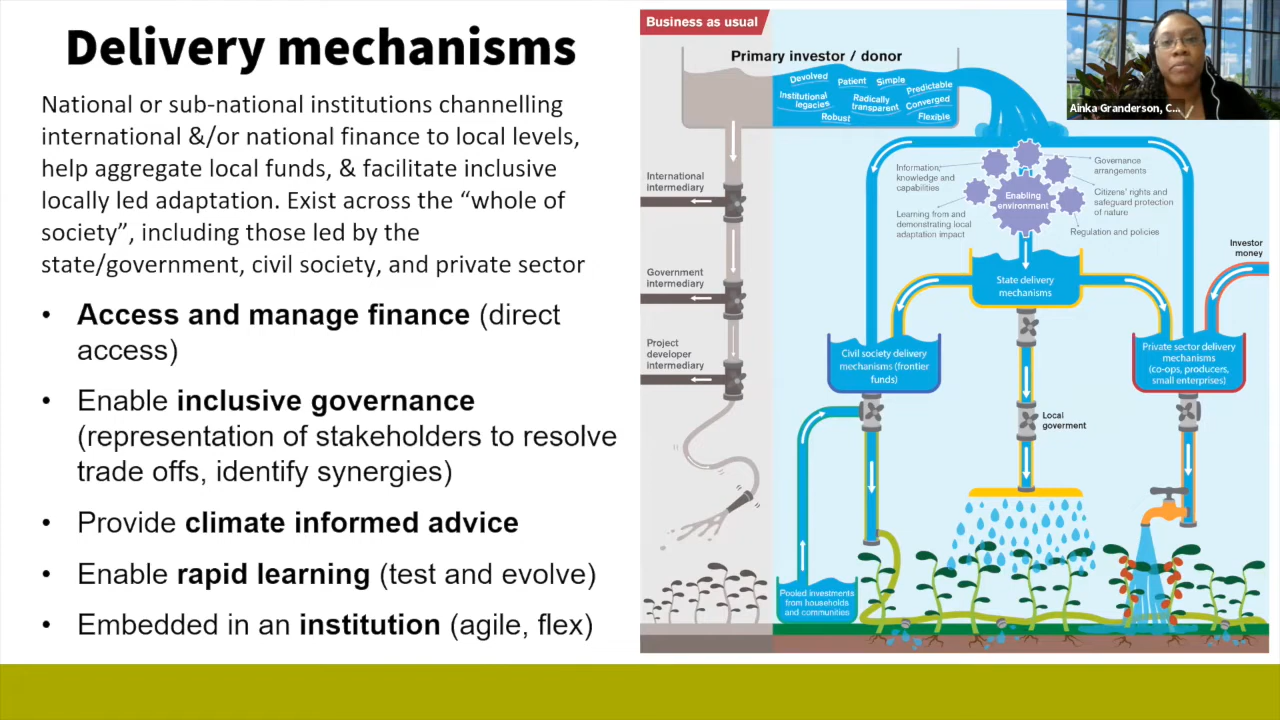 Delivery mechanisms
National or sub-national institutions channelling
international &/or national finance to local levels,
help aggregate local funds, & facilitate inclusive
locally led adaptation. Exist across the “whole of
society”, including those led by the
state/government, civil society, and private sector
• Access and manage finance (direct
access)
• Enable inclusive governance
(representation of stakeholders to resolve
trade offs, identify synergies)
• Provide climate informed advice
• Enable rapid learning (test and evolve)
• Embedded in an institution (agile, flex)
Business as usual
Primary investor / donor
Devolved
Patient
Simple
Predictable
Institutional
legacies
Radically
transparent
Converged
Robust
Flexible
Ainka Granderson, C...
International
intermediary
Government
intermediary
Project
developer
intermediary
Information,
knowledge and
capabilities
Learning from and
demonstrating local
adaptation impact
Enabling
environment
Governance
arrangements
Citizens' rights and
safeguard protection
of nature
Regulation and policies
Investor
money
State delivery
mechanisms
Civil society delivery
mechanisms (frontier
funds)
Private sector delivery
mechanisms
(co-ops, producers,
small enterprises)
Local
goverment
Pooled investments
from households
and communities